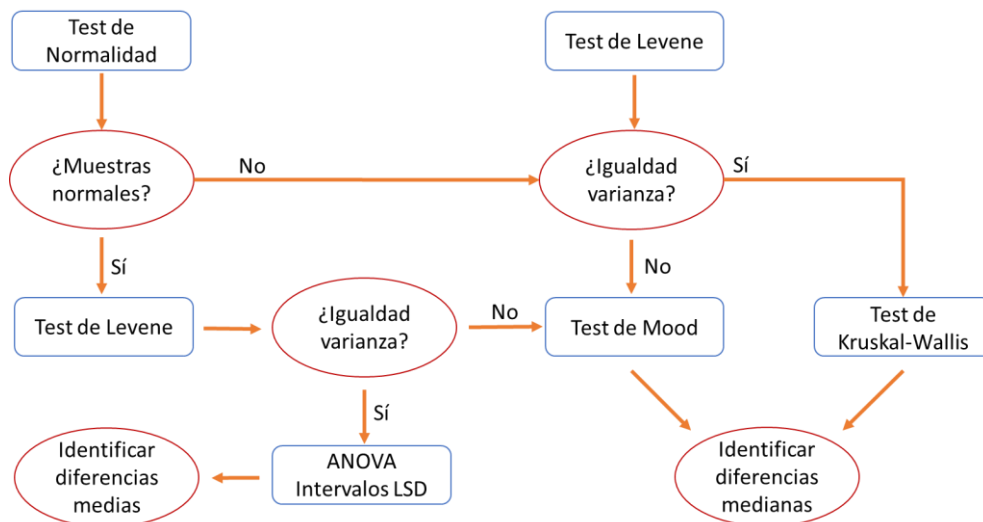 Test de
Normalidad
Test de Levene
¿Muestras
normales?
No
¿Igualdad
varianza?
Sí
Sí
No
Test de Levene
¿Igualdad
varianza?
No
Test de Mood
Test de
Kruskal-Wallis
Sí
Identificar
diferencias
medias
ANOVA
Intervalos LSD
Identificar
diferencias
medianas